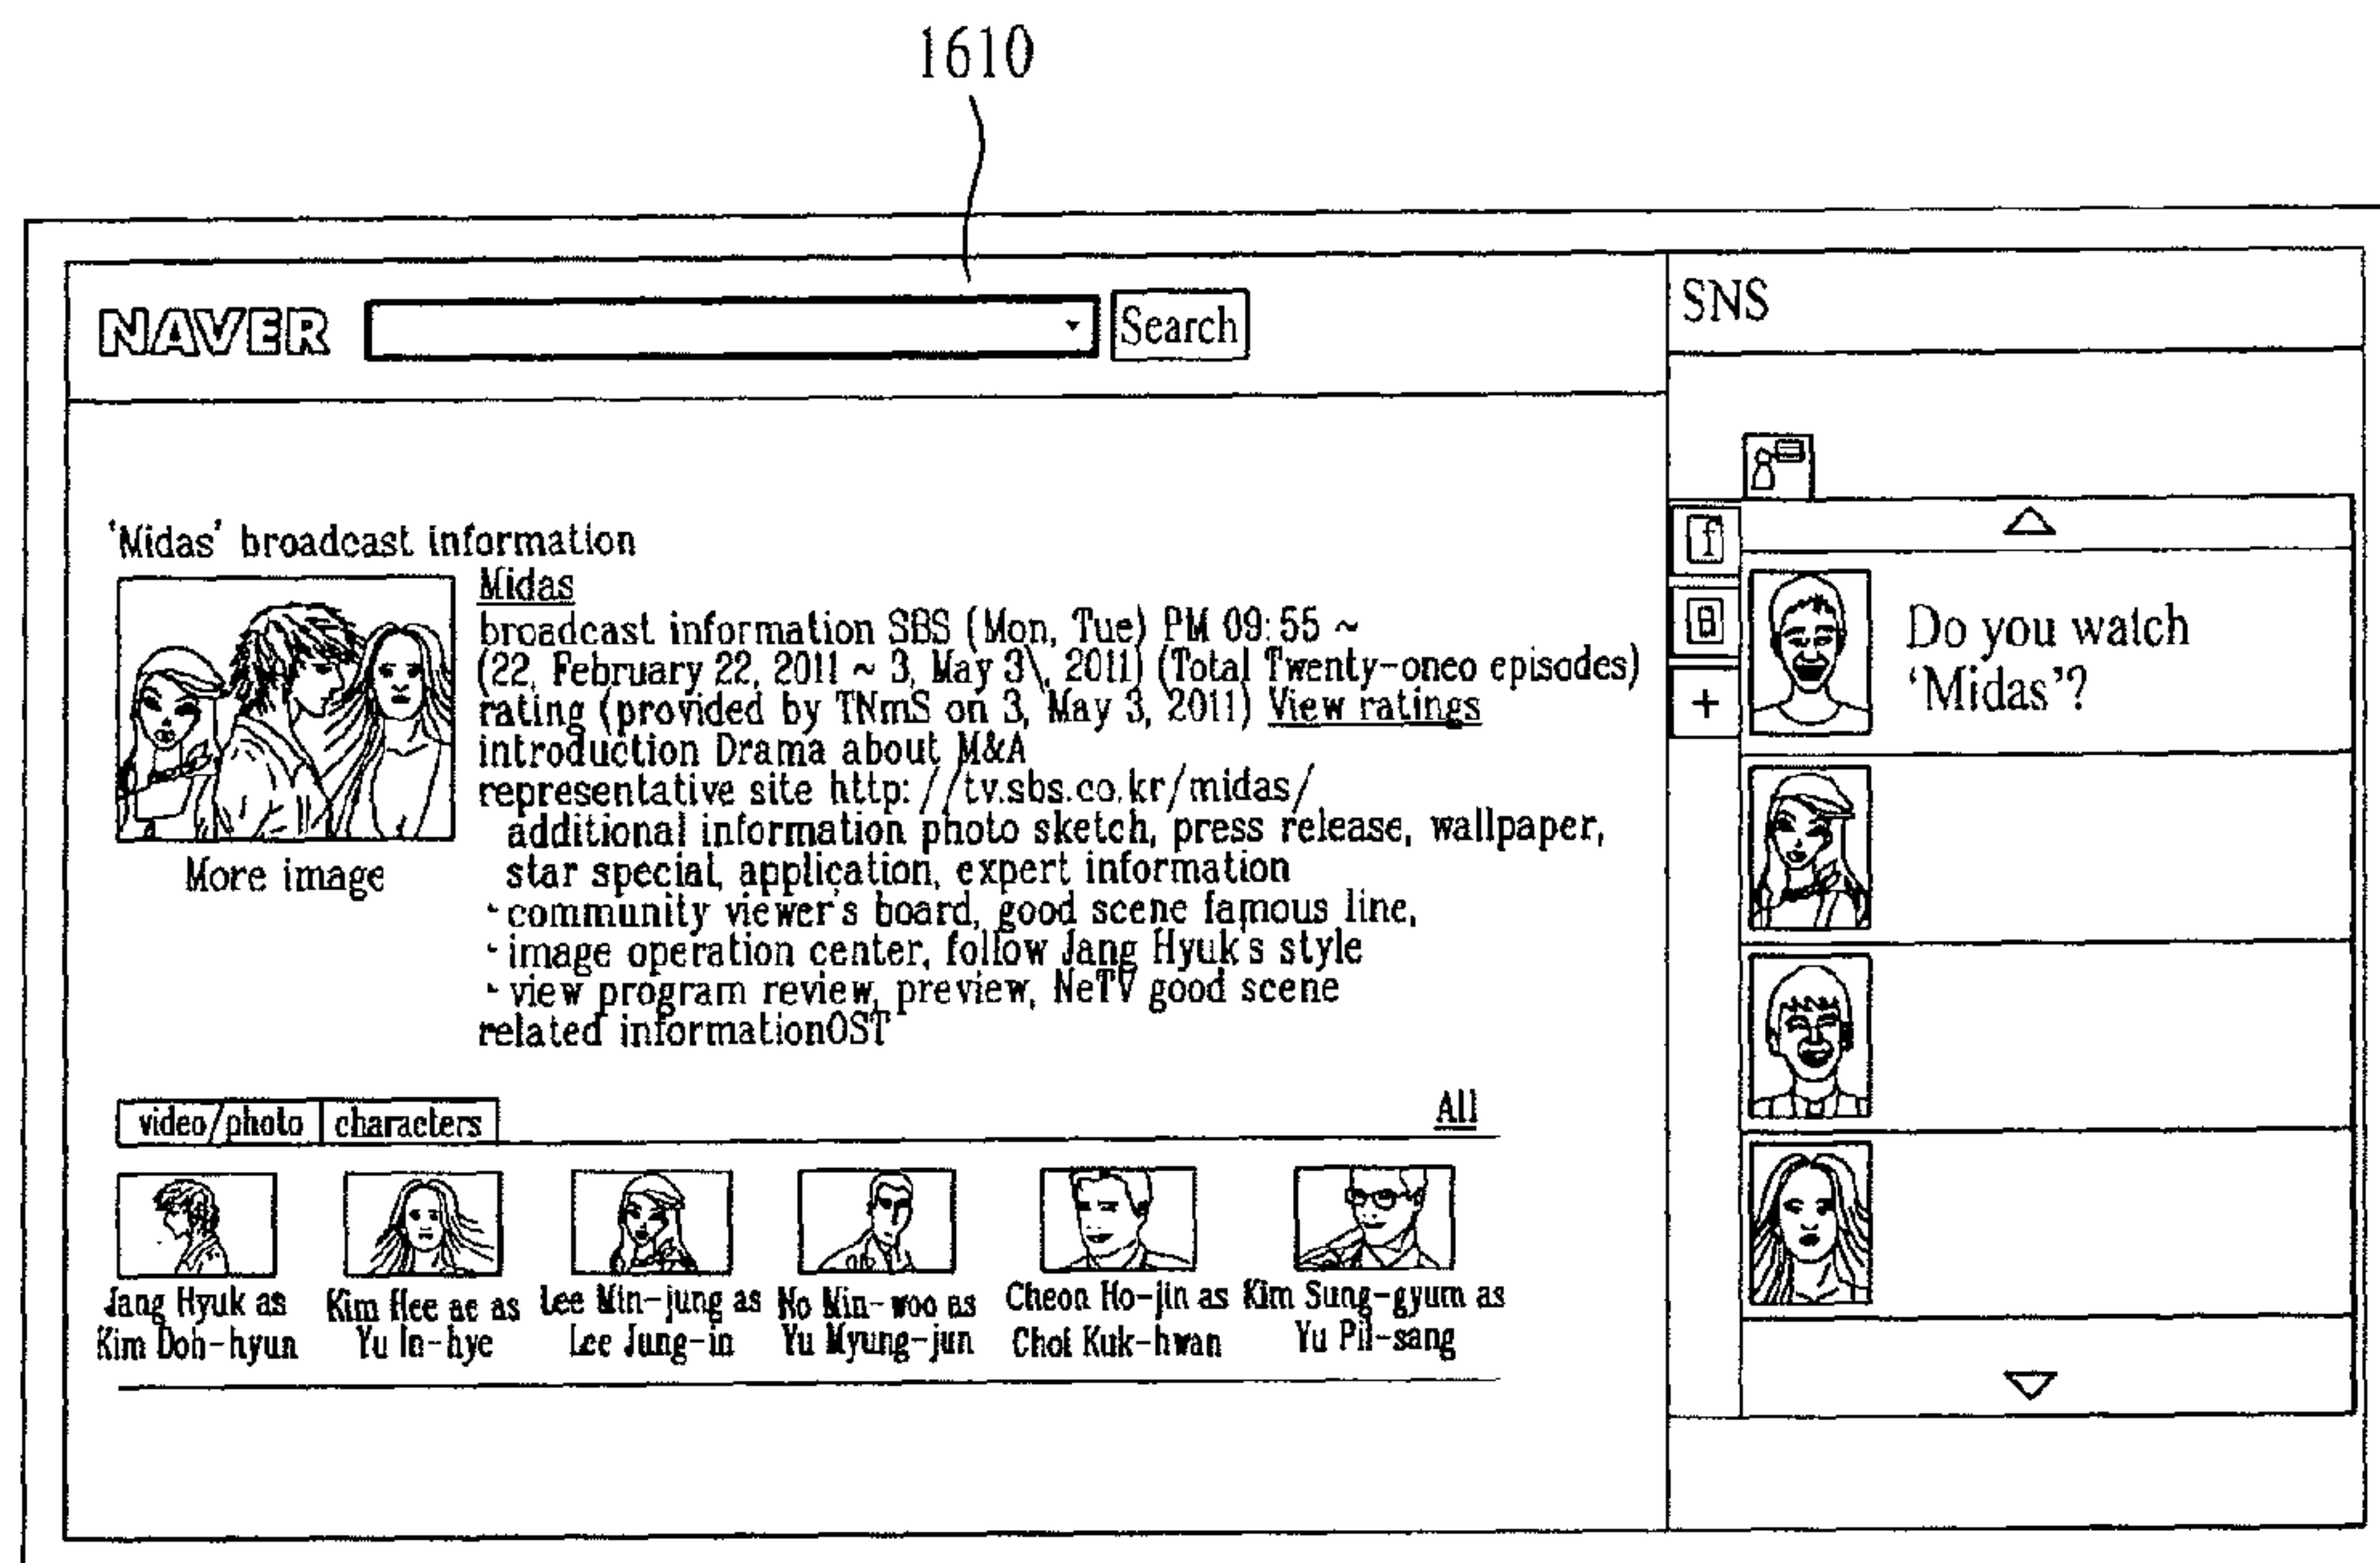 1610
NAVER
Search
SNS
'Midas' broadcast information
Midas
broadcast information SBS (Mon, Tue) PM 09:55 ~
(22, February 22, 2011 ~ 3, May 3\, 2011) (Total Twenty-oneo episodes)
rating (provided by TNmS on 3, May 3, 2011) View ratings
introduction Drama about M&A
representative site http://tv.sbs.co.kr/midas/
additional information photo sketch, press release, wallpaper,
star special, application, expert information
- community viewer's board, good scene famous line,
- image operation center, follow Jang Hyuk's style
- view program review, preview, NeTV good scene
related informationOST
More image
video/photo
characters
All
Jang Hyuk as
Kim Doh-hyun
Kim Hee ae as
Yu In-hye
Lee Min-jung as
Lee Jung-in
No Min-woo as
Yu Myung-jun
Cheon Ho-jin as
Choi Kuk-hwan
Kim Sung-gyum as
Yu Pil-sang
f
+
Do you watch
'Midas'?